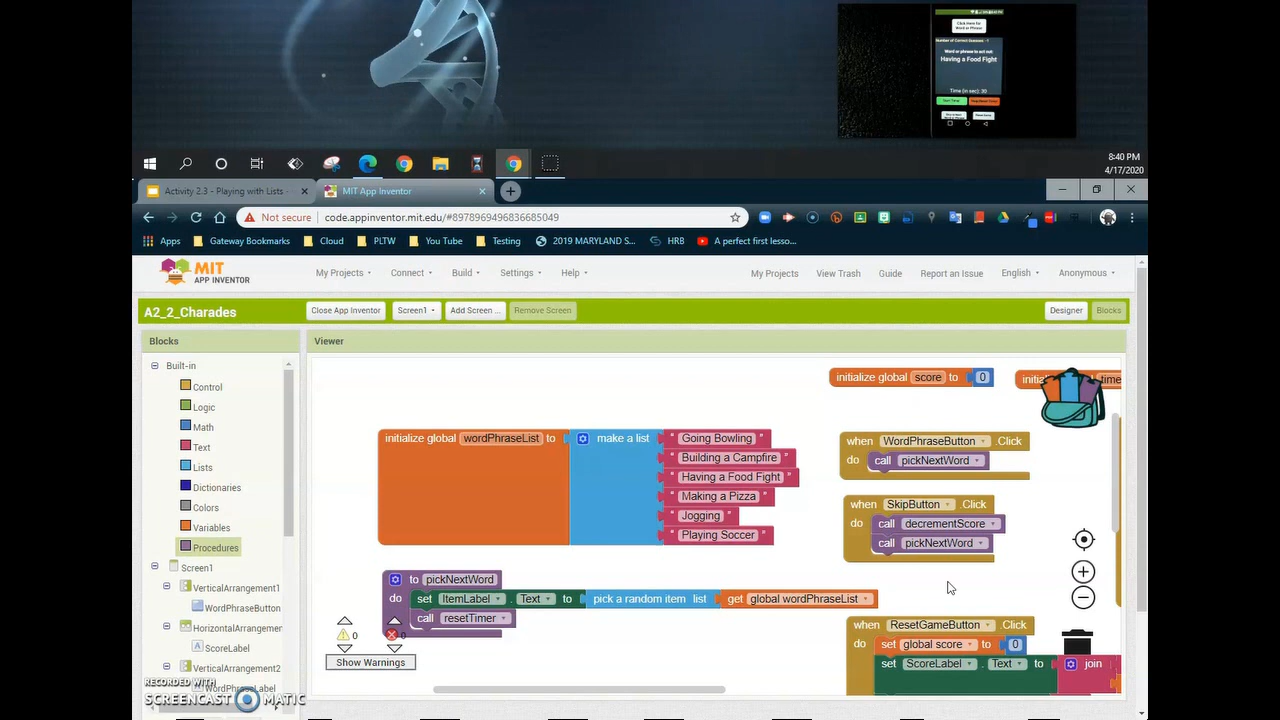 Click Here for
Word or Phrase
Word or phrase to act out:
Having a Food Fight
Time (in sec): 30
8:40 PM
4/17/2020
Activity 2.3 - Playing with Lists
MIT App Inventor
Not secure
code.appinventor.mit.edu/#8978969496836685049
Apps
Gateway Bookmarks
Cloud
PLTW
You Tube
Testing
2019 MARYLAND S...
HRB
A perfect first lesso...
MIT
APP INVENTOR
My Projects
Connect
Build
Settings
Help
My Projects
View Trash
Guide
Report an Issue
English
Anonymous
A2_2_Charades
Close App Inventor
Screen1
Add Screen ...
Remove Screen
Designer
Blocks
Blocks
Viewer
Built-in
Control
Logic
Math
Text
Lists
Dictionaries
Colors
Variables
Procedures
Screen1
VerticalArrangement1
WordPhraseButton
HorizontalArrangemen
ScoreLabel
VerticalArrangement2
WordPhraseLabel
initialize global score to 0
time
initialize global wordPhraseList to make a list " Going Bowling "
" Building a Campfire "
" Having a Food Fight "
" Making a Pizza "
" Jogging "
" Playing Soccer "
when WordPhraseButton .Click
do call pickNextWord
when SkipButton .Click
do call decrementScore
call pickNextWord
to pickNextWord
do set ItemLabel . Text to pick a random item list get global wordPhraseList
call resetTimer
when ResetGameButton .Click
do set global score to 0
set ScoreLabel . Text to join
0
0
Show Warnings
RECORDED WITH
SCREENCAST MATIC